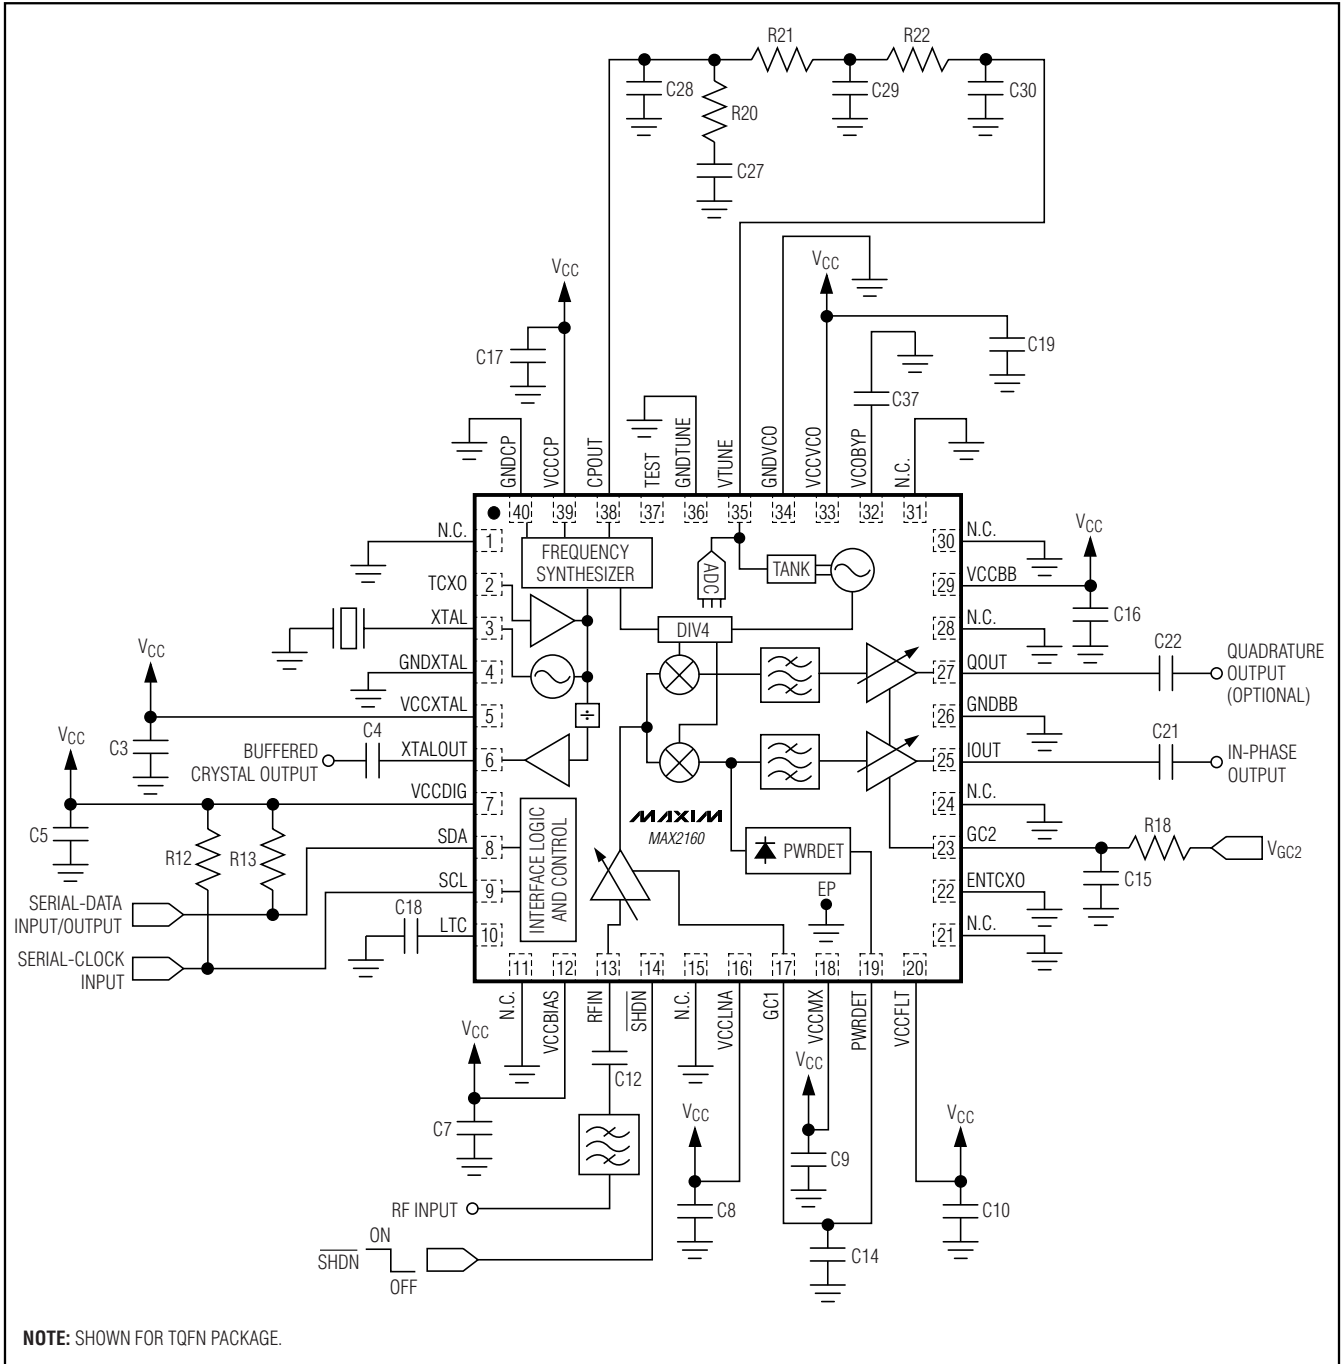 R21
R22
C28
C29
C30
R20
C27
VCC
VCC
C17
C19
C37
GNDCP
VCCCP
CPOUT
TEST
GNDTUNE
VTUNE
GNDVCO
VCCVCO
VCOBYP
N.C.
40
39
38
37
36
35
34
33
32
31
N.C.
1
TCXO
2
XTAL
3
GNDXTAL
4
VCC
VCCXTAL
5
C3
VCC
C4
XTALOUT
6
BUFFERED
CRYSTAL OUTPUT
VCCDIG
7
C5
R12
R13
SDA
8
SCL
9
SERIAL-DATA
INPUT/OUTPUT
C18
LTC
10
SERIAL-CLOCK
INPUT
FREQUENCY
SYNTHESIZER
ADC
TANK
DIV4
÷
MAXIM
MAX2160
INTERFACE LOGIC
AND CONTROL
PWRDET
EP
30
N.C.
VCC
29
VCCBB
C16
28
N.C.
27
QOUT
C22
QUADRATURE
OUTPUT
(OPTIONAL)
26
GNDBB
25
IOUT
C21
IN-PHASE
OUTPUT
24
N.C.
23
GC2
R18
VGC2
C15
22
ENTCXO
21
N.C.
11
12
13
14
15
16
17
18
19
20
N.C.
VCCBIAS
RFIN
SHDN
N.C.
VCCLNA
GC1
VCCMX
PWRDET
VCCFLT
VCC
C7
C12
VCC
C9
VCC
C8
VCC
C10
RF INPUT
C14
ON
SHDN
OFF
NOTE: SHOWN FOR TQFN PACKAGE.